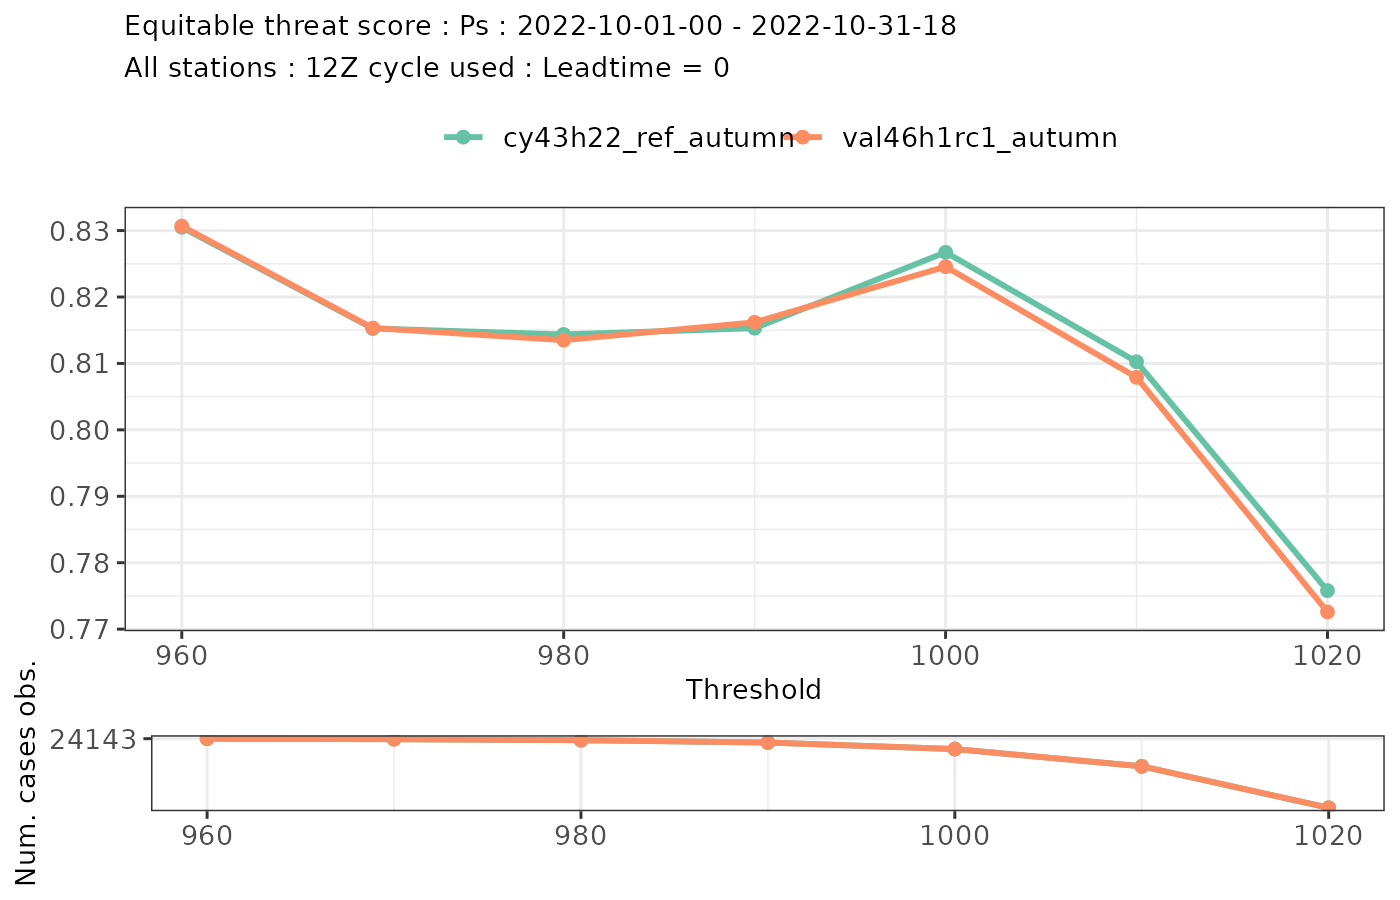 Equitable threat score : Ps : 2022-10-01-00 - 2022-10-31-18
All stations : 12Z cycle used : Leadtime = 0
cy43h22_ref_autumn val46h1rc1_autumn
0.83
0.82
0.81
0.80
0.79
0.78
0.77
960 980 1000 1020
Threshold
Num. cases obs.
24143
960 980 1000 1020